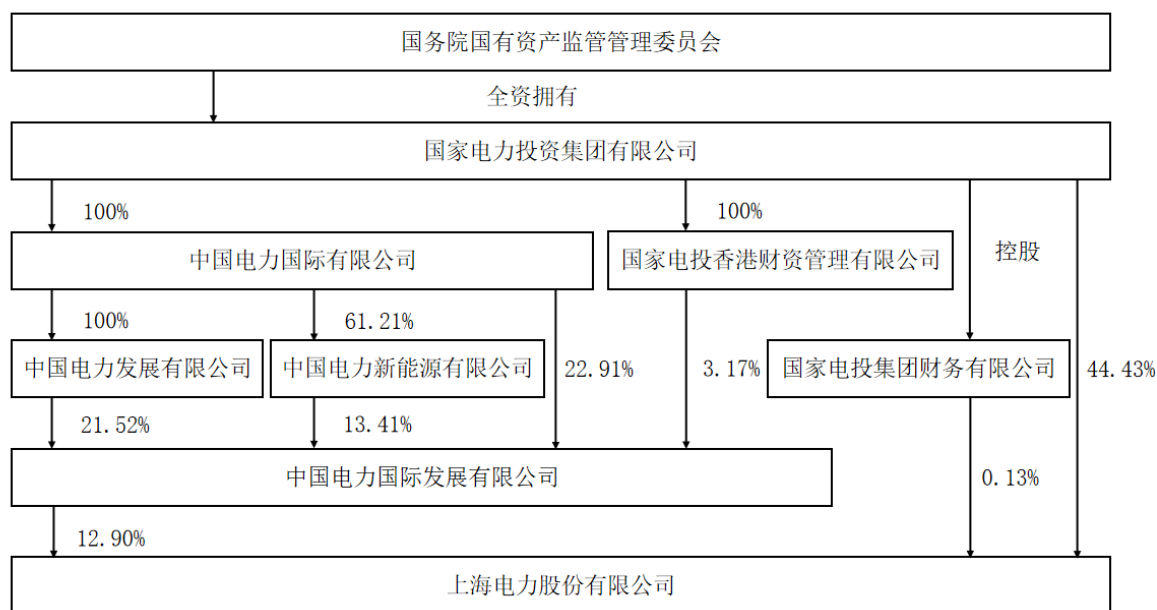 国务院国有资产监管管理委员会
全资拥有
国家电力投资集团有限公司
100%
100%
中国电力国际有限公司
国家电投香港财资管理有限公司
控股
100%
61.21%
中国电力发展有限公司
中国电力新能源有限公司
22.91%
3.17%
国家电投集团财务有限公司
44.43%
21.52%
13.41%
中国电力国际发展有限公司
0.13%
12.90%
上海电力股份有限公司